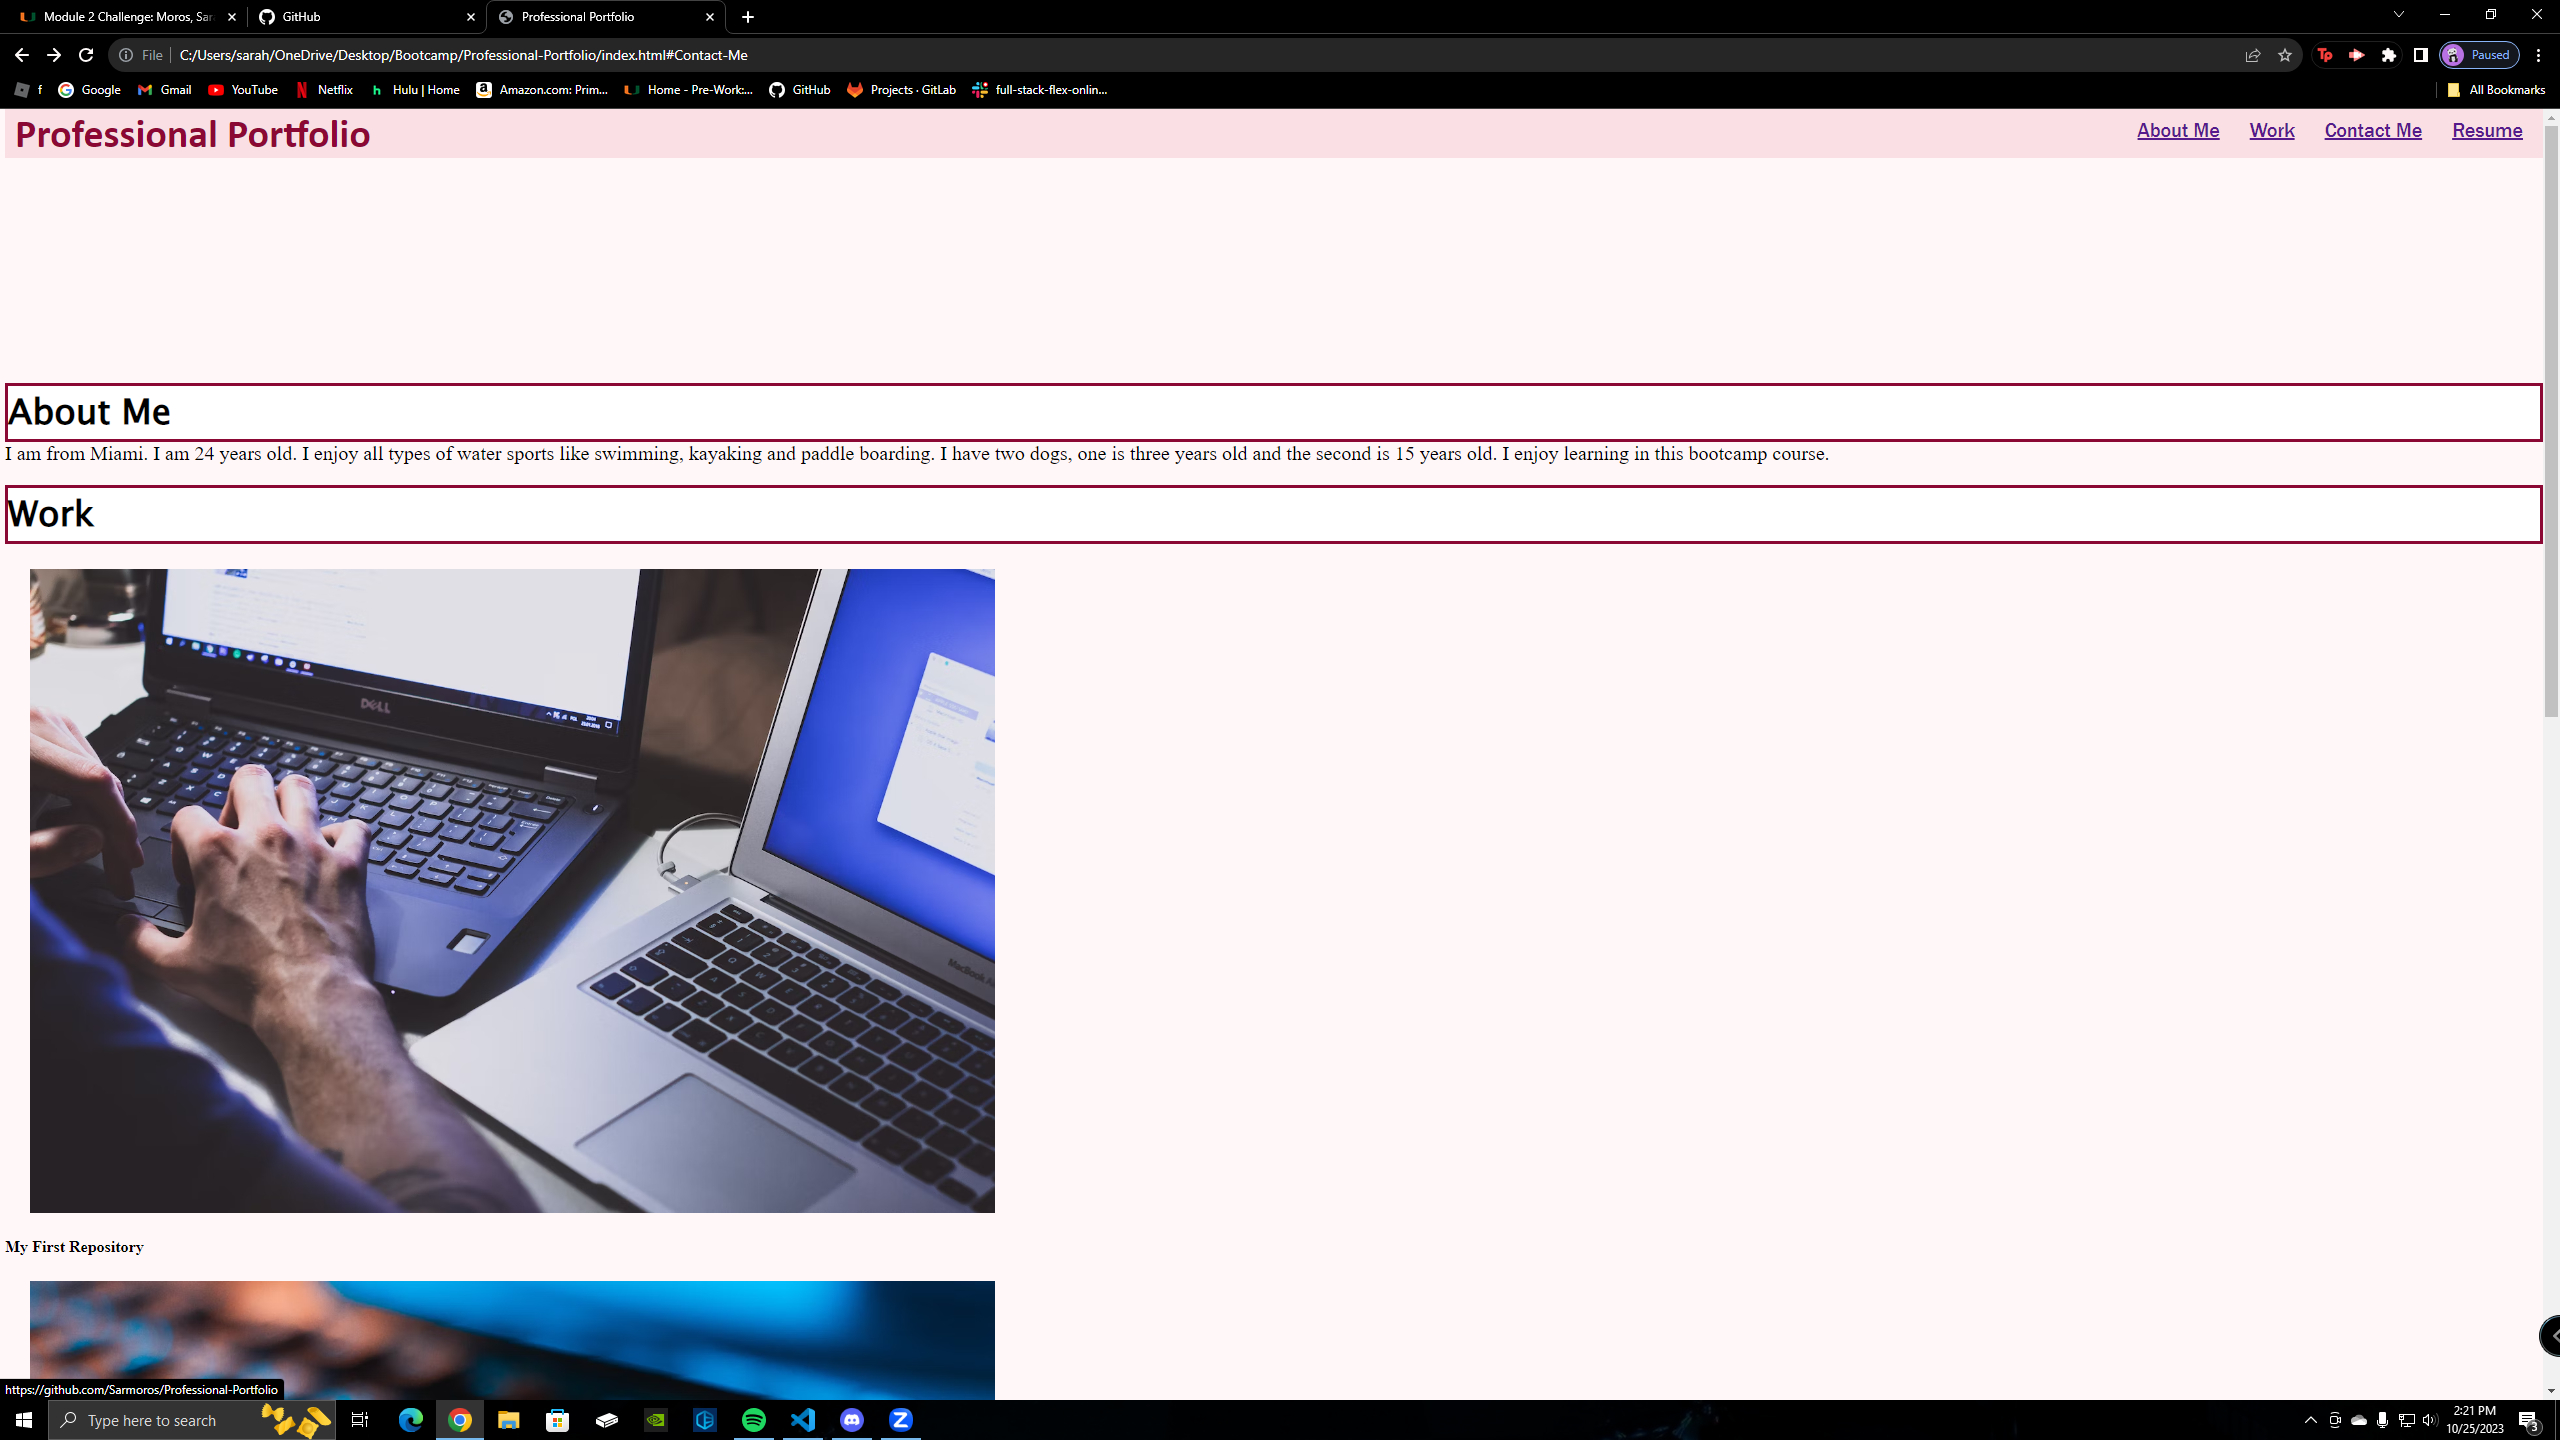 Module 2 Challenge: Moros, Sar
GitHub
Professional Portfolio
File
C:/Users/sarah/OneDrive/Desktop/Bootcamp/Professional-Portfolio/index.html#Contact-Me
Tp
Paused
f
Google
Gmail
YouTube
Netflix
h
Hulu | Home
Amazon.com: Prim...
Home - Pre-Work:...
GitHub
Projects · GitLab
full-stack-flex-onlin...
All Bookmarks
Professional Portfolio
About Me
Work
Contact Me
Resume
About Me
I am from Miami. I am 24 years old. I enjoy all types of water sports like swimming, kayaking and paddle boarding. I have two dogs, one is three years old and the second is 15 years old. I enjoy learning in this bootcamp course.
Work
DELL
My First Repository
https://github.com/Sarmoros/Professional-Portfolio
Type here to search
2:21 PM
10/25/2023
3